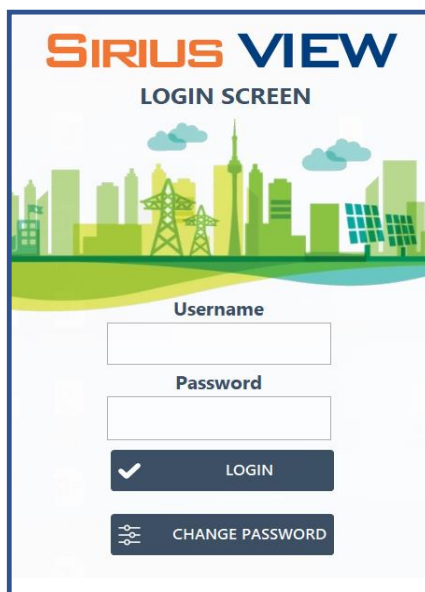 SIRIUS VIEW
LOGIN SCREEN
Username
Password
LOGIN
CHANGE PASSWORD